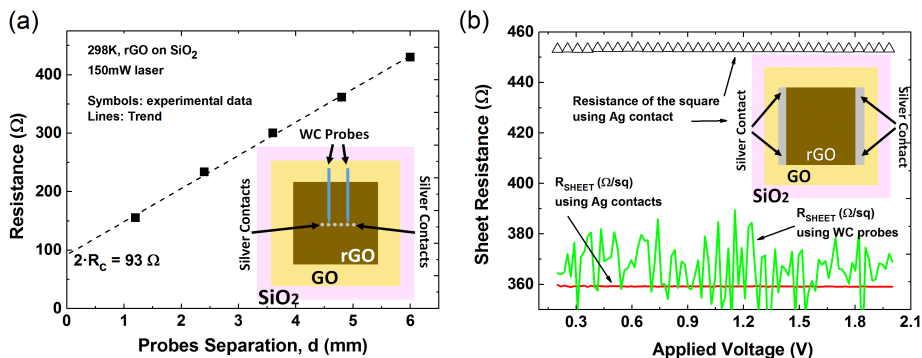 (a)
298K, rGO on SiO₂
150mW laser
Symbols: experimental data
Lines: Trend
WC Probes
Silver Contacts
Silver Contacts
rGO
GO
SiO₂
2·R_C = 93 Ω
Resistance (Ω)
400
300
200
100
0
0 1 2 3 4 5 6
Probes Separation, d (mm)
(b)
Sheet Resistance (Ω)
460
440
420
400
380
360
Resistance of the square
using Ag contact
Silver Contact
Silver Contact
rGO
GO
SiO₂
R_SHEET (Ω/sq)
using Ag contacts
R_SHEET (Ω/sq)
using WC probes
0.3 0.6 0.9 1.2 1.5 1.8 2.1
Applied Voltage (V)